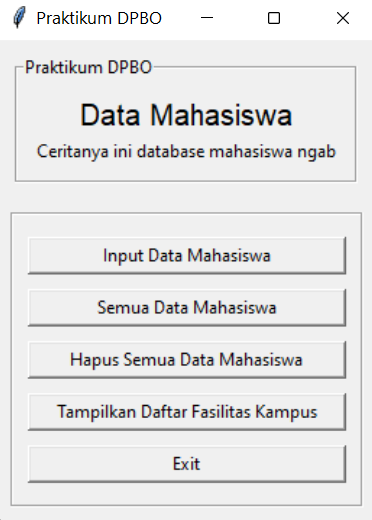 Praktikum DPBO
Praktikum DPBO
Data Mahasiswa
Ceritanya ini database mahasiswa ngab
Input Data Mahasiswa
Semua Data Mahasiswa
Hapus Semua Data Mahasiswa
Tampilkan Daftar Fasilitas Kampus
Exit